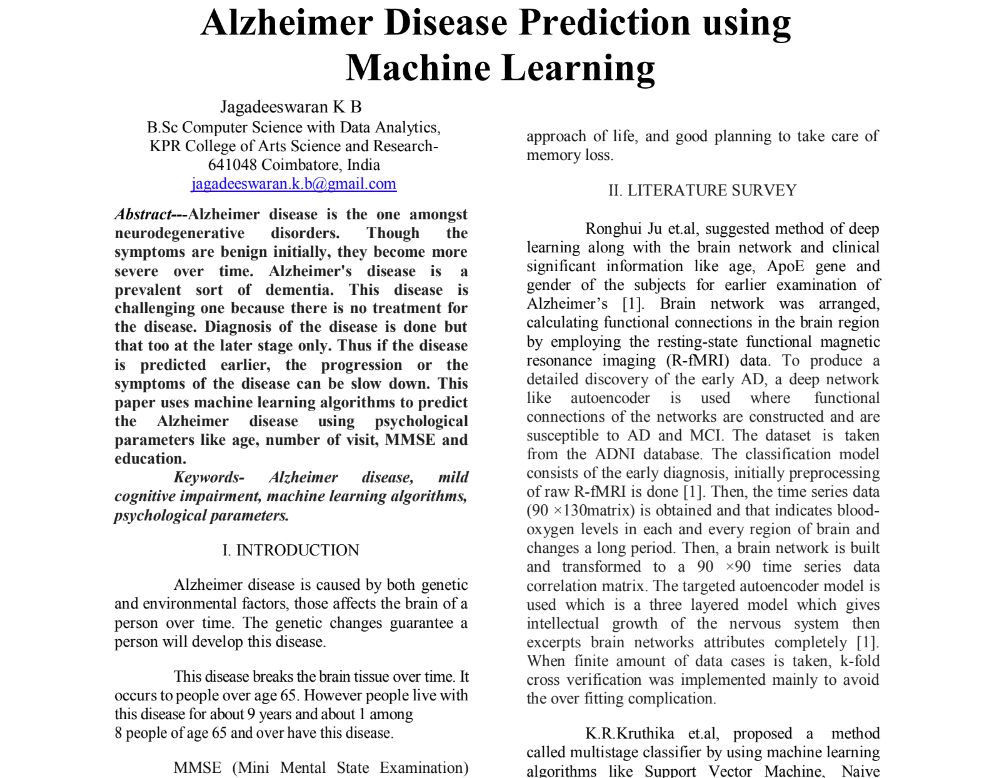 Alzheimer Disease Prediction using
Machine Learning
Jagadeeswaran K B
B.Sc Computer Science with Data Analytics,
KPR College of Arts Science and Research-
641048 Coimbatore, India
jagadeeswaran.k.b@gmail.com
Abstract---Alzheimer disease is the one amongst
neurodegenerative disorders. Though the
symptoms are benign initially, they become more
severe over time. Alzheimer's disease is a
prevalent sort of dementia. This disease is
challenging one because there is no treatment for
the disease. Diagnosis of the disease is done but
that too at the later stage only. Thus if the disease
is predicted earlier, the progression or the
symptoms of the disease can be slow down. This
paper uses machine learning algorithms to predict
the Alzheimer disease using psychological
parameters like age, number of visit, MMSE and
education.
Keywords- Alzheimer disease, mild
cognitive impairment, machine learning algorithms,
psychological parameters.
I. INTRODUCTION
Alzheimer disease is caused by both genetic
and environmental factors, those affects the brain of a
person over time. The genetic changes guarantee a
person will develop this disease.
This disease breaks the brain tissue over time. It
occurs to people over age 65. However people live with
this disease for about 9 years and about 1 among
8 people of age 65 and over have this disease.
MMSE (Mini Mental State Examination)
approach of life, and good planning to take care of
memory loss.
II. LITERATURE SURVEY
Ronghui Ju et.al, suggested method of deep
learning along with the brain network and clinical
significant information like age, ApoE gene and
gender of the subjects for earlier examination of
Alzheimer’s [1]. Brain network was arranged,
calculating functional connections in the brain region
by employing the resting-state functional magnetic
resonance imaging (R-fMRI) data. To produce a
detailed discovery of the early AD, a deep network
like autoencoder is used where functional
connections of the networks are constructed and are
susceptible to AD and MCI. The dataset is taken
from the ADNI database. The classification model
consists of the early diagnosis, initially preprocessing
of raw R-fMRI is done [1]. Then, the time series data
(90 ×130matrix) is obtained and that indicates blood-
oxygen levels in each and every region of brain and
changes a long period. Then, a brain network is built
and transformed to a 90 ×90 time series data
correlation matrix. The targeted autoencoder model is
used which is a three layered model which gives
intellectual growth of the nervous system then
excerpts brain networks attributes completely [1].
When finite amount of data cases is taken, k-fold
cross verification was implemented mainly to avoid
the over fitting complication.
K.R.Kruthika et.al, proposed a method
called multistage classifier by using machine learning
algorithms like Support Vector Machine, Naive